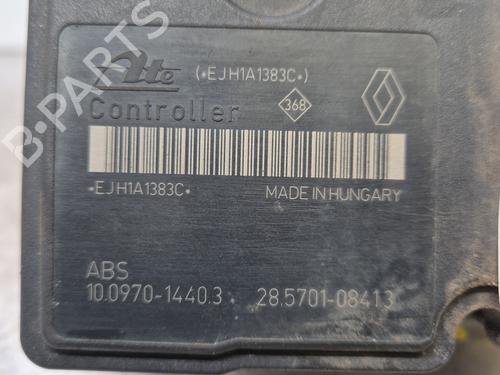 Ate (•EJH1A1383C•)
Controller 368
•EJH1A1383C• MADE IN HUNGARY
ABS
10.0970-1440.3 28.5701-0841.3
B-PARTS